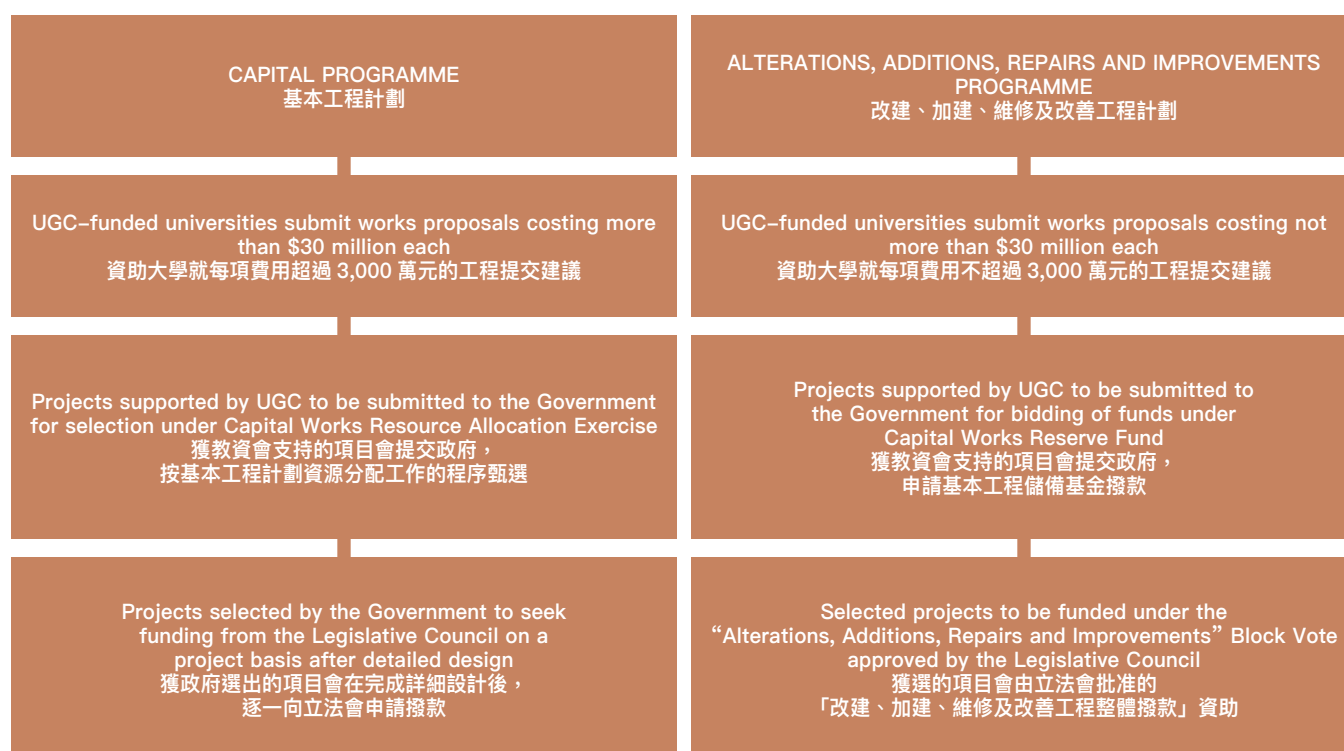 CAPITAL PROGRAMME
基本工程計劃
UGC–funded universities submit works proposals costing more
than $30 million each
資助大學就每項費用超過 3,000 萬元的工程提交建議
Projects supported by UGC to be submitted to the Government
for selection under Capital Works Resource Allocation Exercise
獲教資會支持的項目會提交政府，
按基本工程計劃資源分配工作的程序甄選
Projects selected by the Government to seek
funding from the Legislative Council on a
project basis after detailed design
獲政府選出的項目會在完成詳細設計後，
逐一向立法會申請撥款
ALTERATIONS, ADDITIONS, REPAIRS AND IMPROVEMENTS
PROGRAMME
改建、加建、維修及改善工程計劃
UGC–funded universities submit works proposals costing not
more than $30 million each
資助大學就每項費用不超過 3,000 萬元的工程提交建議
Projects supported by UGC to be submitted to
the Government for bidding of funds under
Capital Works Reserve Fund
獲教資會支持的項目會提交政府，
申請基本工程儲備基金撥款
Selected projects to be funded under the
“Alterations, Additions, Repairs and Improvements” Block Vote
approved by the Legislative Council
獲選的項目會由立法會批准的
「改建、加建、維修及改善工程整體撥款」資助